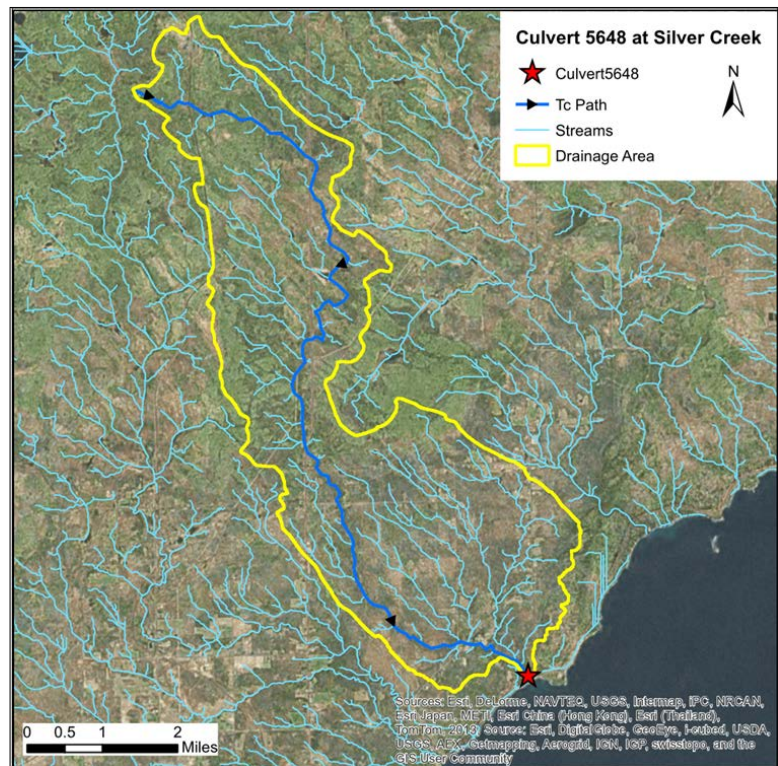 Culvert 5648 at Silver Creek
Culvert5648
N
Tc Path
Streams
Drainage Area
Sources: Esri, DeLorme, NAVTEQ, USGS, Intermap, iPC, NRCAN,
Esri Japan, METI, Esri China (Hong Kong), Esri (Thailand),
TomTom, 2013 Source: Esri, DigitalGlobe, GeoEye, i-cubed, USDA,
USGS, AEX, Getmapping, Aerogrid, IGN, IGP, swisstopo, and the
GIS User Community
0 0.5 1 2
Miles